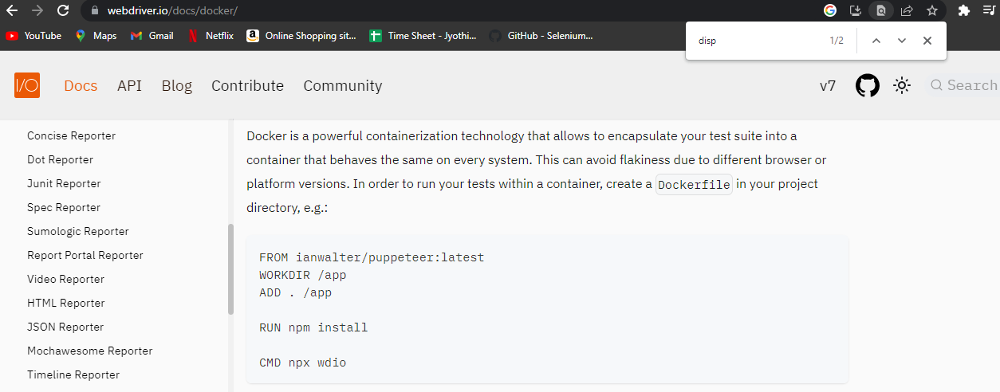 webdriver.io/docs/docker/
YouTube Maps Gmail Netflix Online Shopping sit... Time Sheet - Jyothi... GitHub - Selenium...
disp 1/2
I/O Docs API Blog Contribute Community v7 Search
Concise Reporter
Dot Reporter
Junit Reporter
Spec Reporter
Sumologic Reporter
Report Portal Reporter
Video Reporter
HTML Reporter
JSON Reporter
Mochawesome Reporter
Timeline Reporter
Docker is a powerful containerization technology that allows to encapsulate your test suite into a
container that behaves the same on every system. This can avoid flakiness due to different browser or
platform versions. In order to run your tests within a container, create a Dockerfile in your project
directory, e.g.:
FROM ianwalter/puppeteer:latest
WORKDIR /app
ADD . /app
RUN npm install
CMD npx wdio